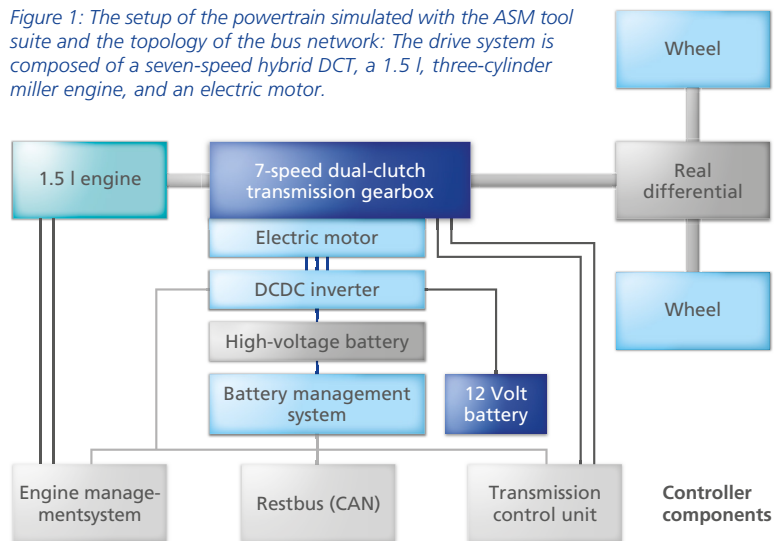 Figure 1: The setup of the powertrain simulated with the ASM tool
suite and the topology of the bus network: The drive system is
composed of a seven-speed hybrid DCT, a 1.5 l, three-cylinder
miller engine, and an electric motor.
Wheel
1.5 l engine
7-speed dual-clutch
transmission gearbox
Real
differential
Electric motor
DCDC inverter
Wheel
High-voltage battery
Battery management
system
12 Volt
battery
Engine manage-
mentsystem
Restbus (CAN)
Transmission
control unit
Controller
components